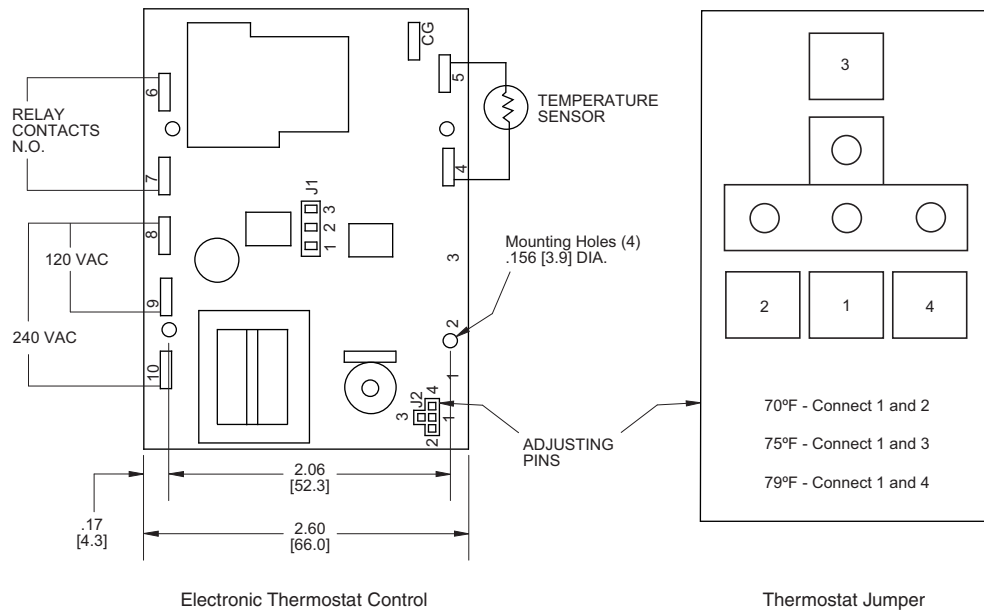 CG
5
6
TEMPERATURE
SENSOR
RELAY
CONTACTS
N.O.
4
7
J1
3
2
1
8
120 VAC
Mounting Holes (4)
.156 [3.9] DIA.
3
9
240 VAC
2
10
1
J2
4
3
1
2
ADJUSTING
PINS
2.06
[52.3]
.17
[4.3]
2.60
[66.0]
Electronic Thermostat Control
3
2
1
4
70ºF - Connect 1 and 2
75ºF - Connect 1 and 3
79ºF - Connect 1 and 4
Thermostat Jumper